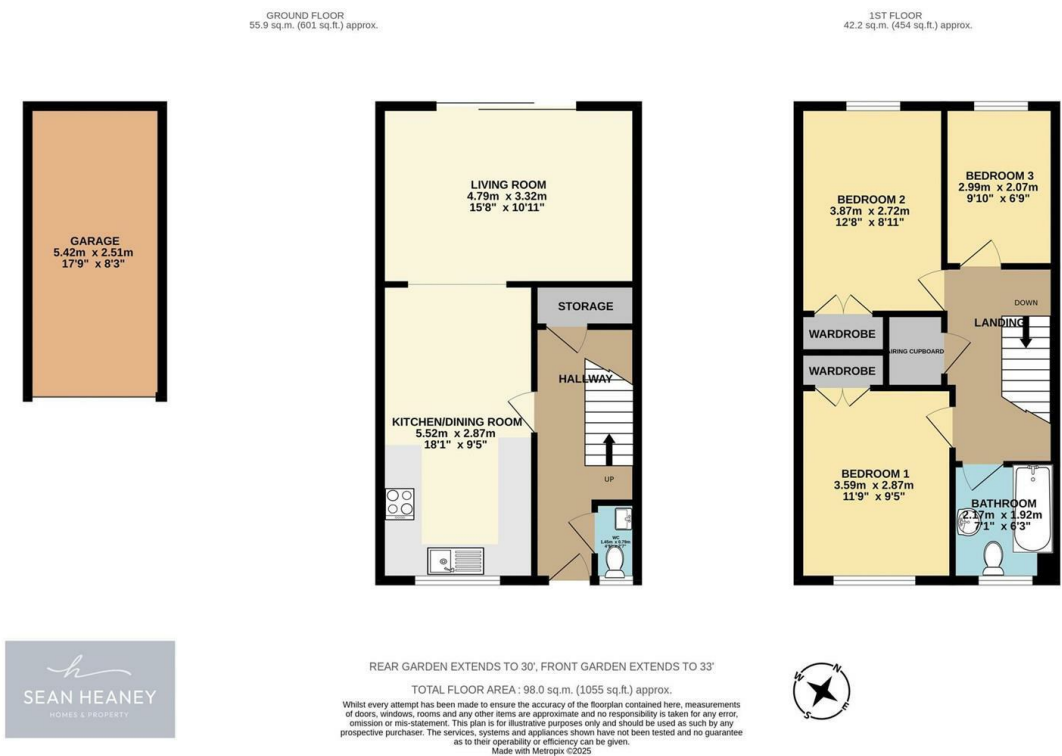 GROUND FLOOR
55.9 sq.m. (601 sq.ft.) approx.
1ST FLOOR
42.2 sq.m. (454 sq.ft.) approx.
GARAGE
5.42m x 2.51m
17'9" x 8'3"
LIVING ROOM
4.79m x 3.32m
15'8" x 10'11"
STORAGE
HALLWAY
KITCHEN/DINING ROOM
5.52m x 2.87m
18'1" x 9'5"
UP
WC
BEDROOM 2
3.87m x 2.72m
12'8" x 8'11"
BEDROOM 3
2.99m x 2.07m
9'10" x 6'9"
DOWN
LANDING
WARDROBE
AIRING CUPBOARD
WARDROBE
BEDROOM 1
3.59m x 2.87m
11'9" x 9'5"
BATHROOM
2.17m x 1.92m
7'1" x 6'3"
h
SEAN HEANEY
HOMES & PROPERTY
REAR GARDEN EXTENDS TO 30', FRONT GARDEN EXTENDS TO 33'
TOTAL FLOOR AREA : 98.0 sq.m. (1055 sq.ft.) approx.
Whilst every attempt has been made to ensure the accuracy of the floorplan contained here, measurements
of doors, windows, rooms and any other items are approximate and no responsibility is taken for any error,
omission or mis-statement. This plan is for illustrative purposes only and should be used as such by any
prospective purchaser. The services, systems and appliances shown have not been tested and no guarantee
as to their operability or efficiency can be given.
Made with Metropix ©2025
N
W
E
S